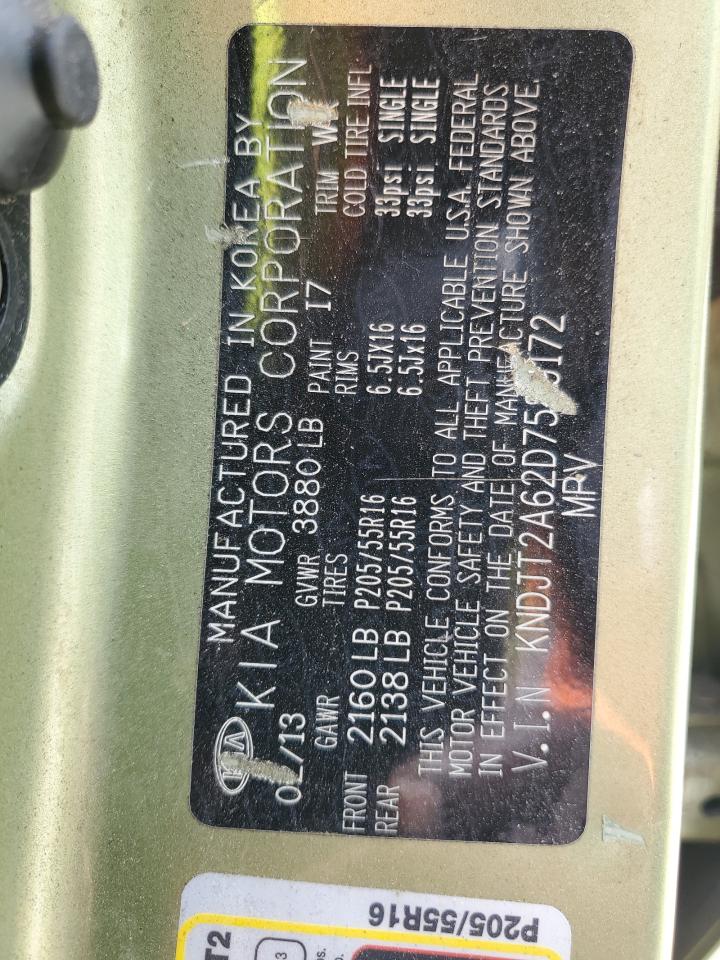 KIA
MANUFACTURED IN KOREA BY
KIA MOTORS CORPORATION
GVWR 3880 LB PAINT I7 TRIM
GAWR TIRES RIMS COLD TIRE INFL
FRONT 2160 LB P205/55R16 6.5JX16 33psi SINGLE
REAR 2138 LB P205/55R16 6.5Jx16 33psi SINGLE
THIS VEHICLE CONFORMS TO ALL APPLICABLE U.S.A. FEDERAL
MOTOR VEHICLE SAFETY AND THEFT PREVENTION STANDARDS
IN EFFECT ON THE DATE OF MANUFACTURE SHOWN ABOVE.
V.I.N
MPV
P205/55R16